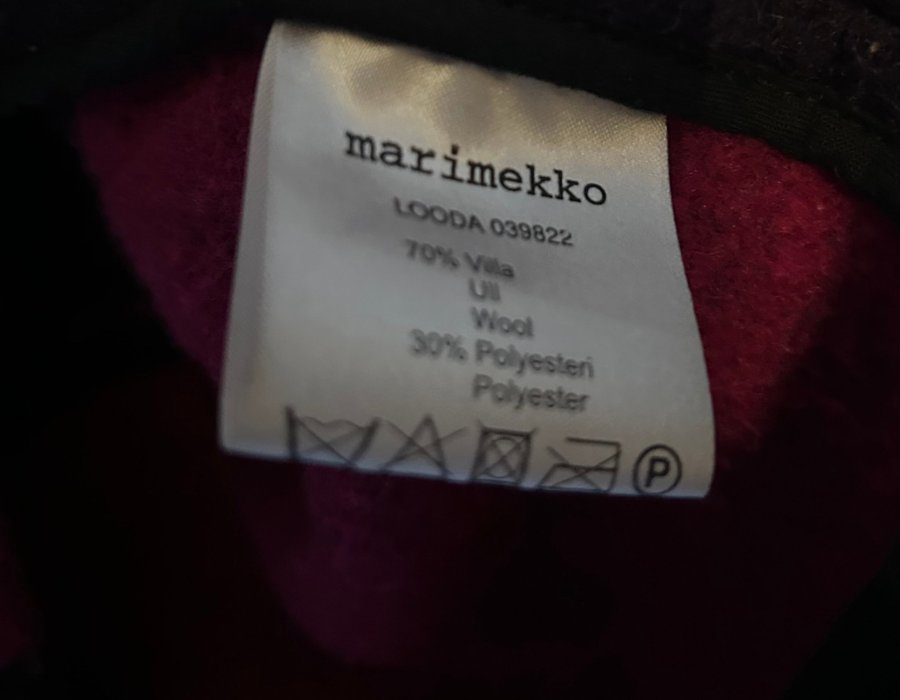 marimekko
LOODA 039822
70% Villa
Ull
Wool
30% Polyesteri
Polyester
P